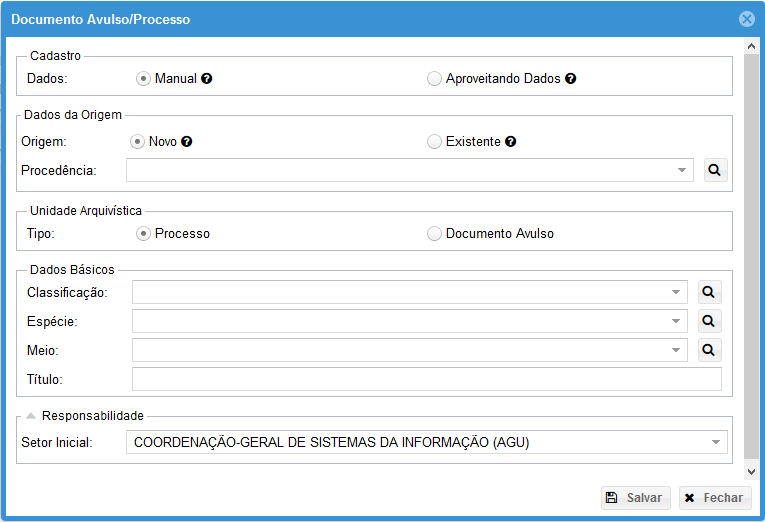 Documento Avulso/Processo
Cadastro
Dados: Manual Aproveitando Dados
Dados da Origem
Origem: Novo Existente
Procedência:
Unidade Arquivística
Tipo: Processo Documento Avulso
Dados Básicos
Classificação:
Espécie:
Meio:
Título:
Responsabilidade
Setor Inicial: COORDENAÇÃO-GERAL DE SISTEMAS DA INFORMAÇÃO (AGU)
Salvar Fechar